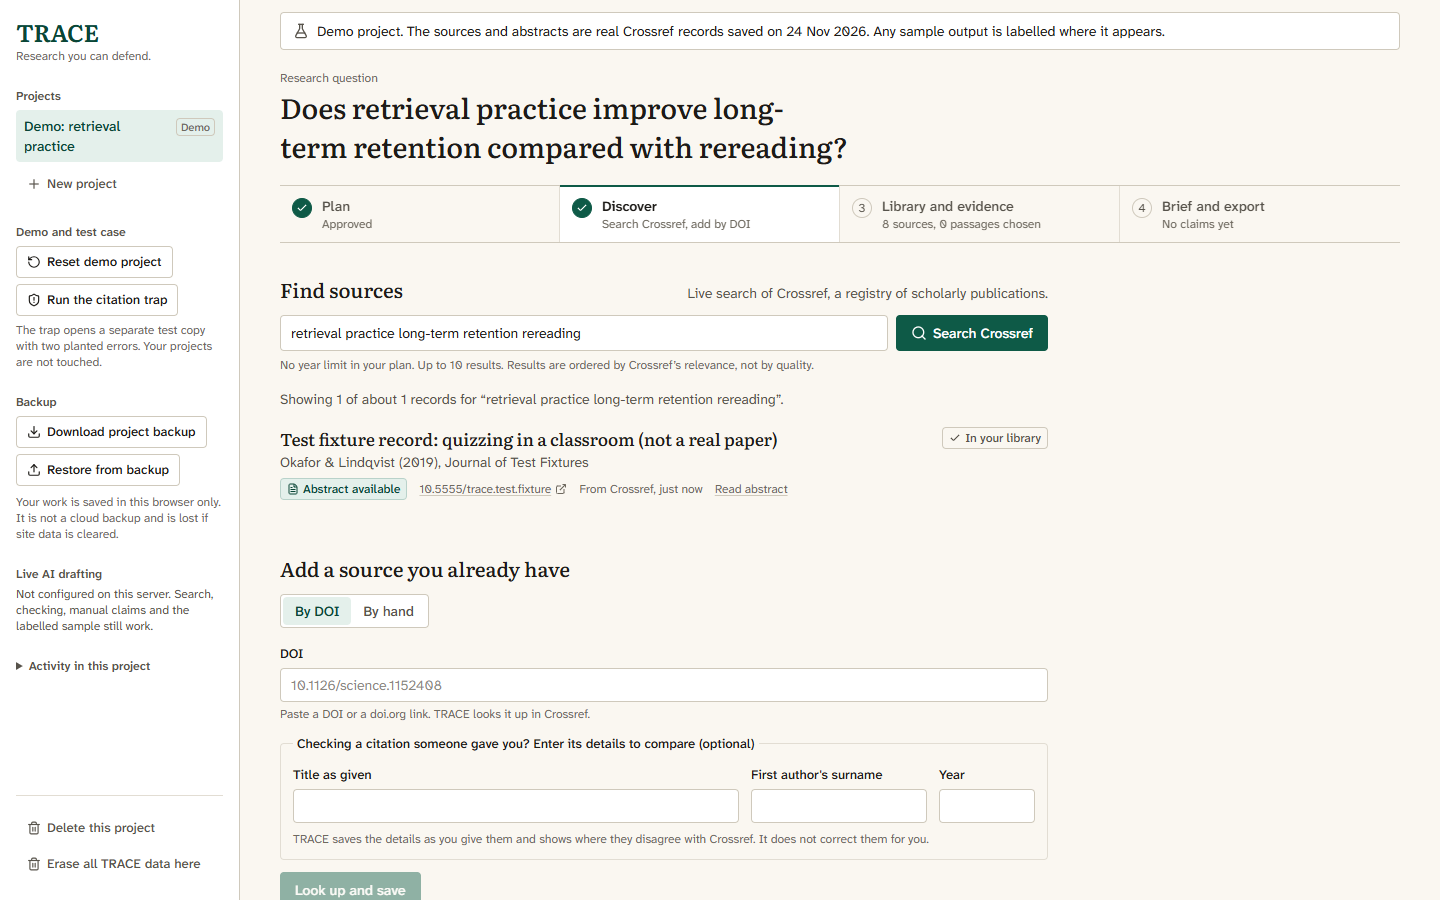 TRACE
Research you can defend.
Projects
Demo: retrieval
practice
Demo
New project
Demo and test case
Reset demo project
Run the citation trap
The trap opens a separate test copy
with two planted errors. Your projects
are not touched.
Backup
Download project backup
Restore from backup
Your work is saved in this browser only.
It is not a cloud backup and is lost if
site data is cleared.
Live AI drafting
Not configured on this server. Search,
checking, manual claims and the
labelled sample still work.
Activity in this project
Delete this project
Erase all TRACE data here
Demo project. The sources and abstracts are real Crossref records saved on 24 Nov 2026. Any sample output is labelled where it appears.
Research question
Does retrieval practice improve long-
term retention compared with rereading?
Plan
Approved
Discover
Search Crossref, add by DOI
3
Library and evidence
8 sources, 0 passages chosen
4
Brief and export
No claims yet
Find sources
Live search of Crossref, a registry of scholarly publications.
retrieval practice long-term retention rereading
Search Crossref
No year limit in your plan. Up to 10 results. Results are ordered by Crossref's relevance, not by quality.
Showing 1 of about 1 records for “retrieval practice long-term retention rereading”.
Test fixture record: quizzing in a classroom (not a real paper)
In your library
Okafor & Lindqvist (2019), Journal of Test Fixtures
Abstract available
10.5555/trace.test.fixture
From Crossref, just now
Read abstract
Add a source you already have
By DOI
By hand
DOI
10.1126/science.1152408
Paste a DOI or a doi.org link. TRACE looks it up in Crossref.
Checking a citation someone gave you? Enter its details to compare (optional)
Title as given
First author's surname
Year
TRACE saves the details as you give them and shows where they disagree with Crossref. It does not correct them for you.
Look up and save